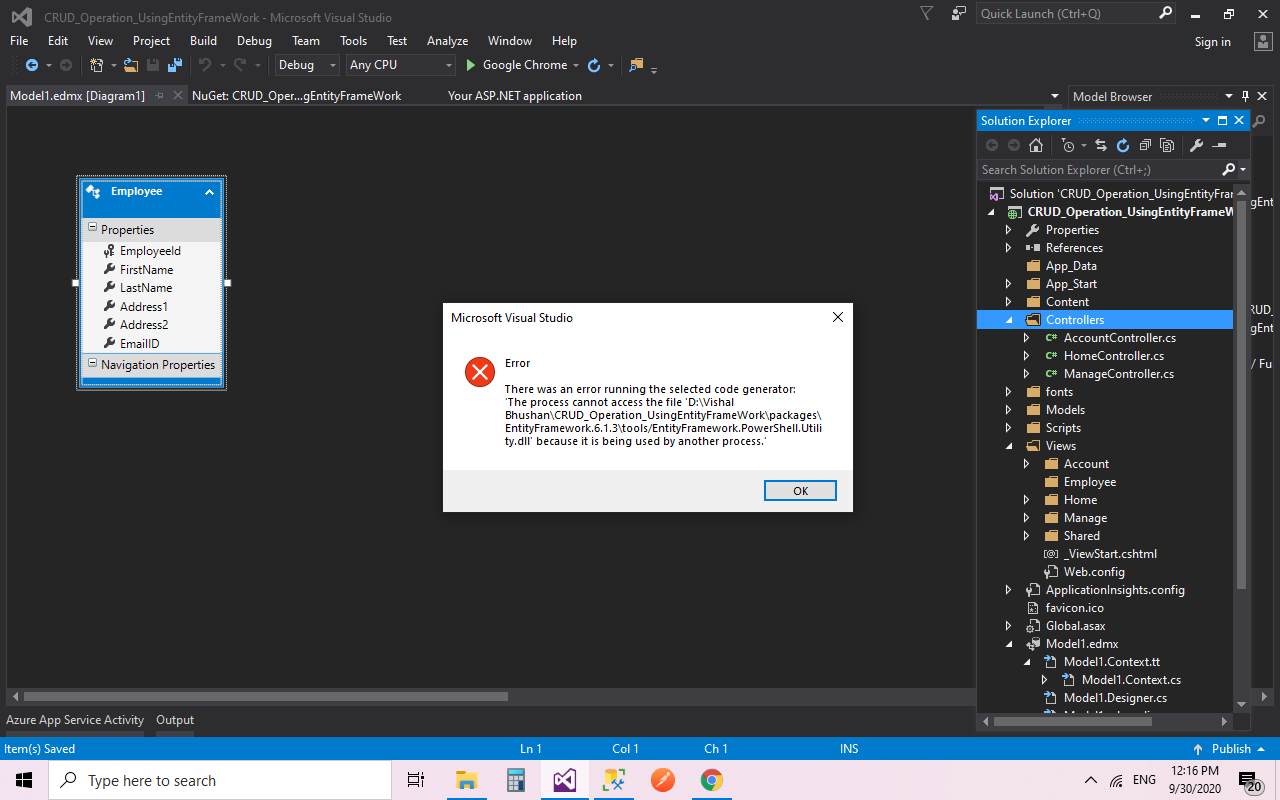 CRUD_Operation_UsingEntityFrameWork - Microsoft Visual Studio
Quick Launch (Ctrl+Q)
File Edit View Project Build Debug Team Tools Test Analyze Window Help
Sign in
Debug Any CPU Google Chrome
Model1.edmx [Diagram1] NuGet: CRUD_Oper...gEntityFrameWork Your ASP.NET application
Model Browser
Solution Explorer
Search Solution Explorer (Ctrl+;)
Employee
Properties
EmployeeId
FirstName
LastName
Address1
Address2
EmailID
Navigation Properties
Microsoft Visual Studio
Error
There was an error running the selected code generator:
'The process cannot access the file 'D:\Vishal
Bhushan\CRUD_Operation_UsingEntityFrameWork\packages\
EntityFramework.6.1.3\tools/EntityFramework.PowerShell.Utili
ty.dll' because it is being used by another process.'
OK
Solution 'CRUD_Operation_UsingEntityFra
CRUD_Operation_UsingEntityFrameW
Properties
References
App_Data
App_Start
Content
Controllers
AccountController.cs
HomeController.cs
ManageController.cs
fonts
Models
Scripts
Views
Account
Employee
Home
Manage
Shared
_ViewStart.cshtml
Web.config
ApplicationInsights.config
favicon.ico
Global.asax
Model1.edmx
Model1.Context.tt
Model1.Context.cs
Model1.Designer.cs
gEnt
RUD_
gEnt
/ Fu
Azure App Service Activity Output
Item(s) Saved Ln 1 Col 1 Ch 1 INS Publish
Type here to search
ENG
12:16 PM
9/30/2020
20